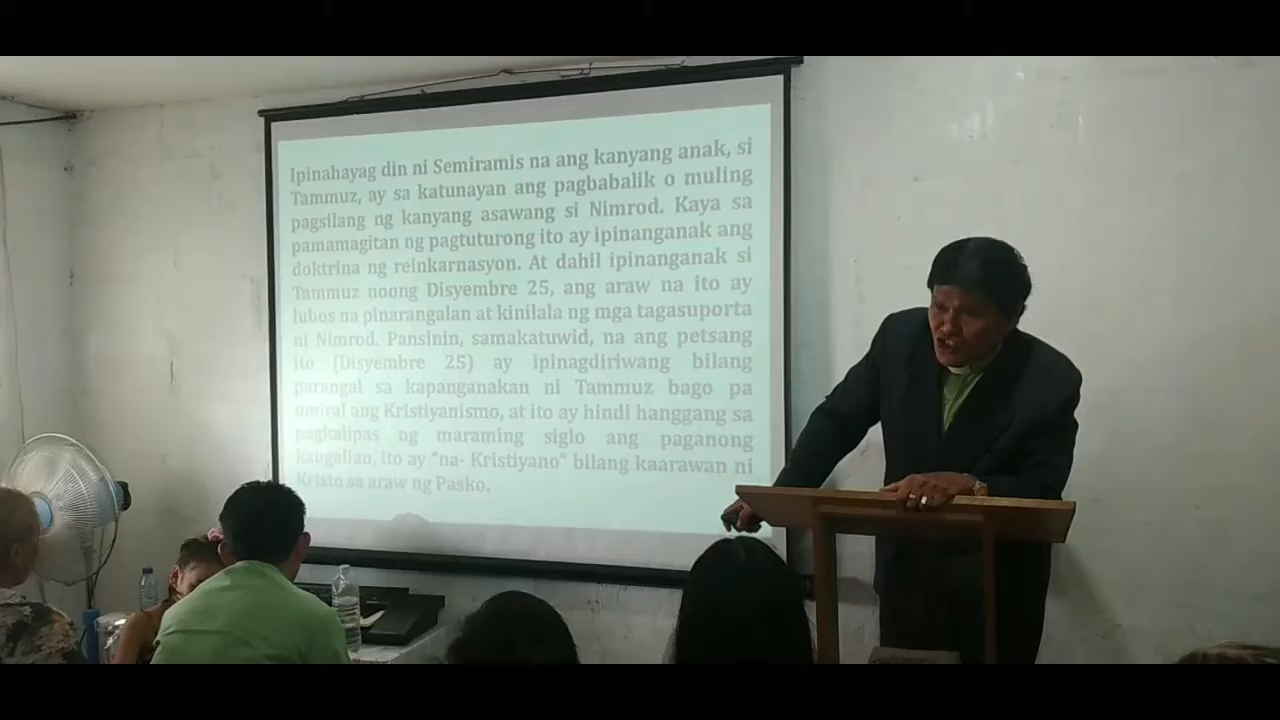 Ipinahayag din ni Semiramis na ang kanyang anak, si
Tammuz, ay sa katunayan ang pagbabalik o muling
pagsilang ng kanyang asawang si Nimrod. Kaya sa
pamamagitan ng pagtuturong ito ay ipinanganak ang
doktrina ng reinkarnasyon. At dahil ipinanganak si
Tammuz noong Disyembre 25, ang araw na ito ay
lubos na pinarangalan at kinilala ng mga tagasuporta
ni Nimrod. Pansinin, samakatuwid, na ang petsang
ito (Disyembre 25) ay ipinagdiriwang bilang
parangal sa kapanganakan ni Tammuz bago pa
umiral ang Kristiyanismo, at ito ay hindi hanggang sa
pagkalipas ng maraming siglo ang paganong
kaugalian, ito ay "na- Kristiyano" bilang kaarawan ni
Kristo sa araw ng Pasko.